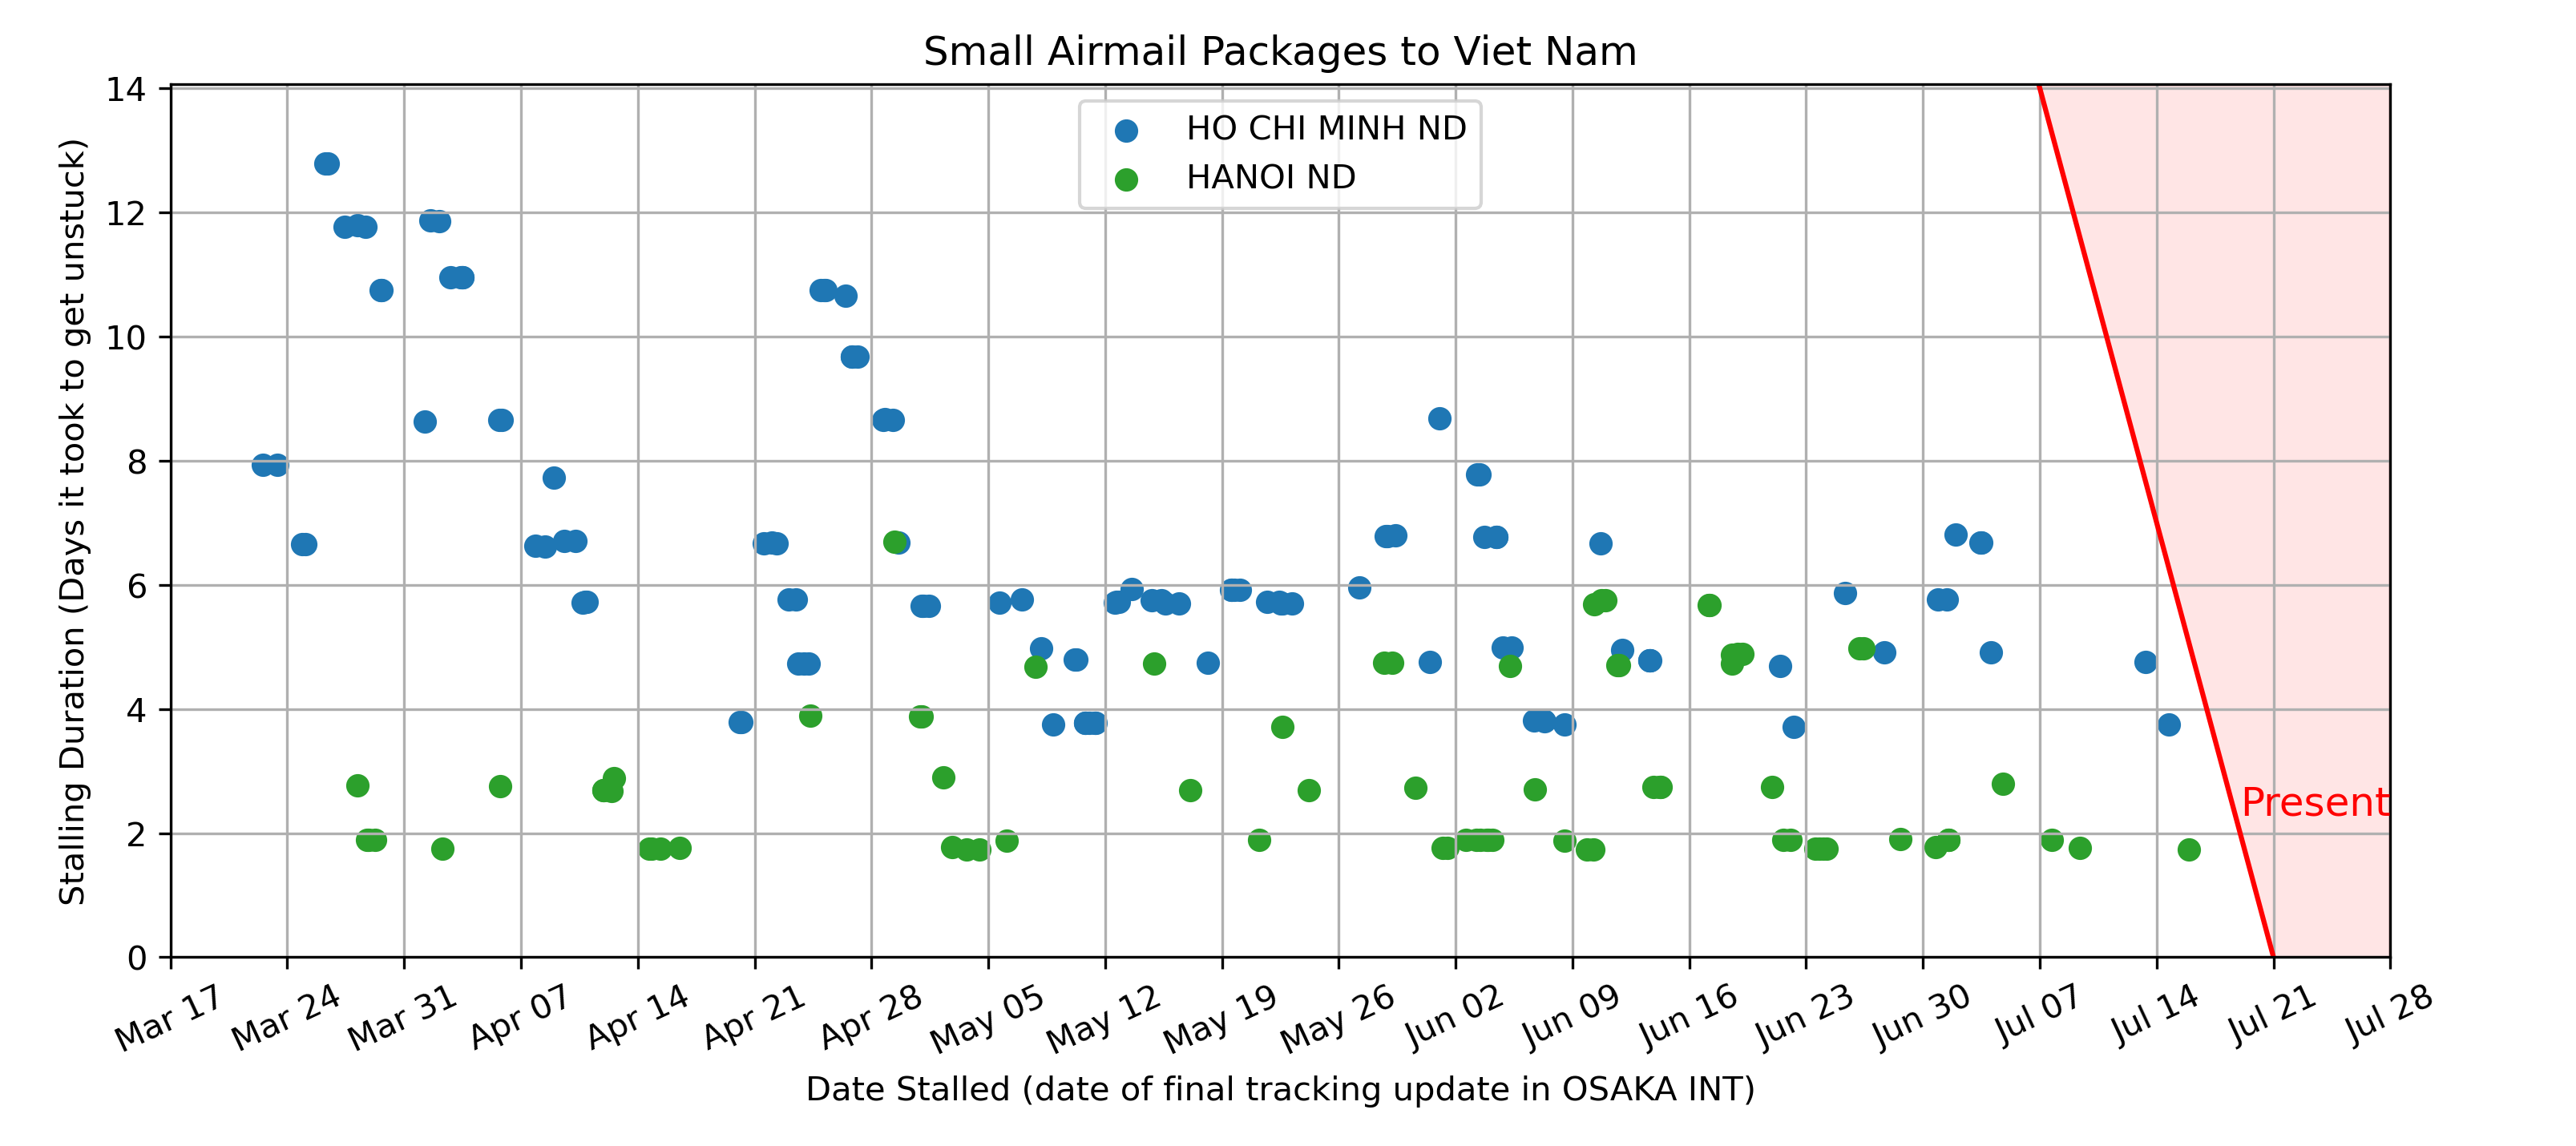 Small Airmail Packages to Viet Nam
HO CHI MINH ND
HANOI ND
Stalling Duration (Days it took to get unstuck)
14
12
10
8
6
4
2
0
Present
Mar 17
Mar 24
Mar 31
Apr 07
Apr 14
Apr 21
Apr 28
May 05
May 12
May 19
May 26
Jun 02
Jun 09
Jun 16
Jun 23
Jun 30
Jul 07
Jul 14
Jul 21
Jul 28
Date Stalled (date of final tracking update in OSAKA INT)